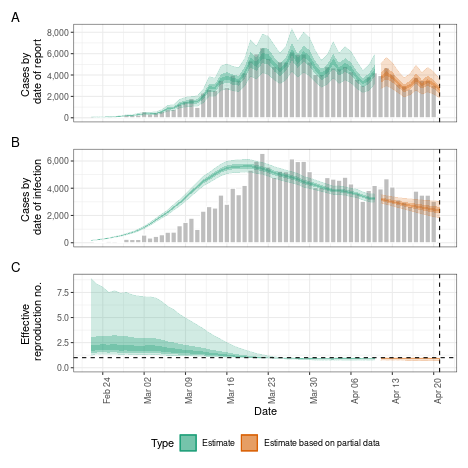 A
Cases by
date of report
8,000
6,000
4,000
2,000
0
B
Cases by
date of infection
6,000
4,000
2,000
0
C
Effective
reproduction no.
7.5
5.0
2.5
0.0
Feb 24
Mar 02
Mar 09
Mar 16
Mar 23
Mar 30
Apr 06
Apr 13
Apr 20
Date
Type Estimate Estimate based on partial data